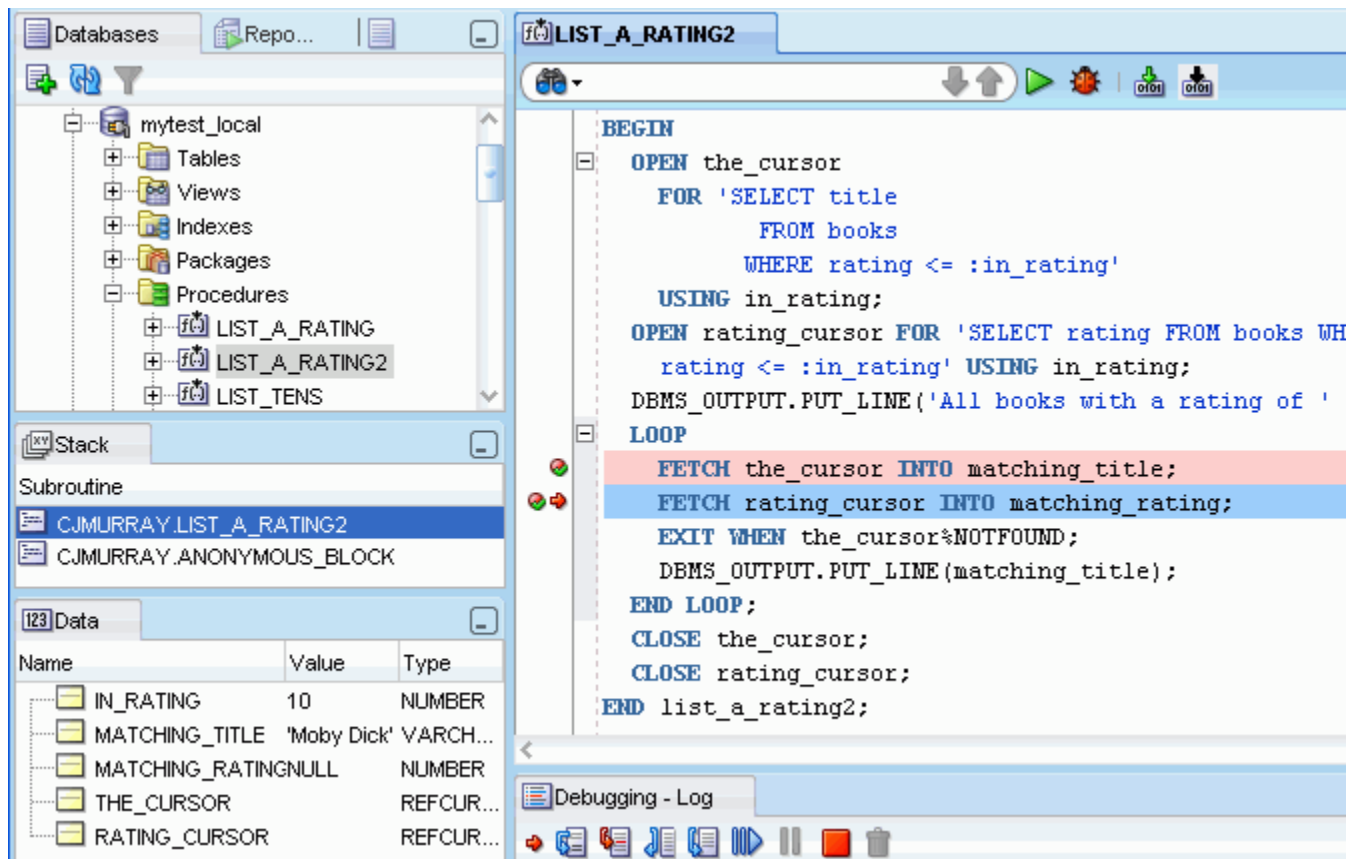 Databases
Repo...
mytest_local
Tables
Views
Indexes
Packages
Procedures
LIST_A_RATING
LIST_A_RATING2
LIST_TENS
Stack
Subroutine
CJMURRAY.LIST_A_RATING2
CJMURRAY.ANONYMOUS_BLOCK
Data
Name Value Type
IN_RATING 10 NUMBER
MATCHING_TITLE 'Moby Dick' VARCH...
MATCHING_RATING NULL NUMBER
THE_CURSOR REFCUR...
RATING_CURSOR REFCUR...
LIST_A_RATING2
BEGIN
OPEN the_cursor
FOR 'SELECT title
FROM books
WHERE rating <= :in_rating'
USING in_rating;
OPEN rating_cursor FOR 'SELECT rating FROM books WH
rating <= :in_rating' USING in_rating;
DBMS_OUTPUT.PUT_LINE('All books with a rating of '
LOOP
FETCH the_cursor INTO matching_title;
FETCH rating_cursor INTO matching_rating;
EXIT WHEN the_cursor%NOTFOUND;
DBMS_OUTPUT.PUT_LINE(matching_title);
END LOOP;
CLOSE the_cursor;
CLOSE rating_cursor;
END list_a_rating2;
Debugging - Log